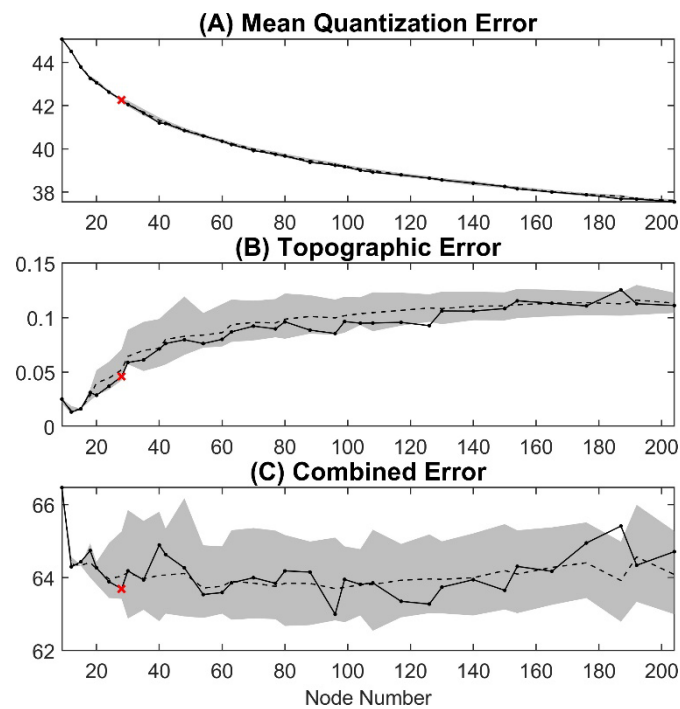 (A) Mean Quantization Error
44
42
40
38
20 40 60 80 100 120 140 160 180 200
(B) Topographic Error
0.15
0.1
0.05
0
20 40 60 80 100 120 140 160 180 200
(C) Combined Error
66
64
62
20 40 60 80 100 120 140 160 180 200
Node Number